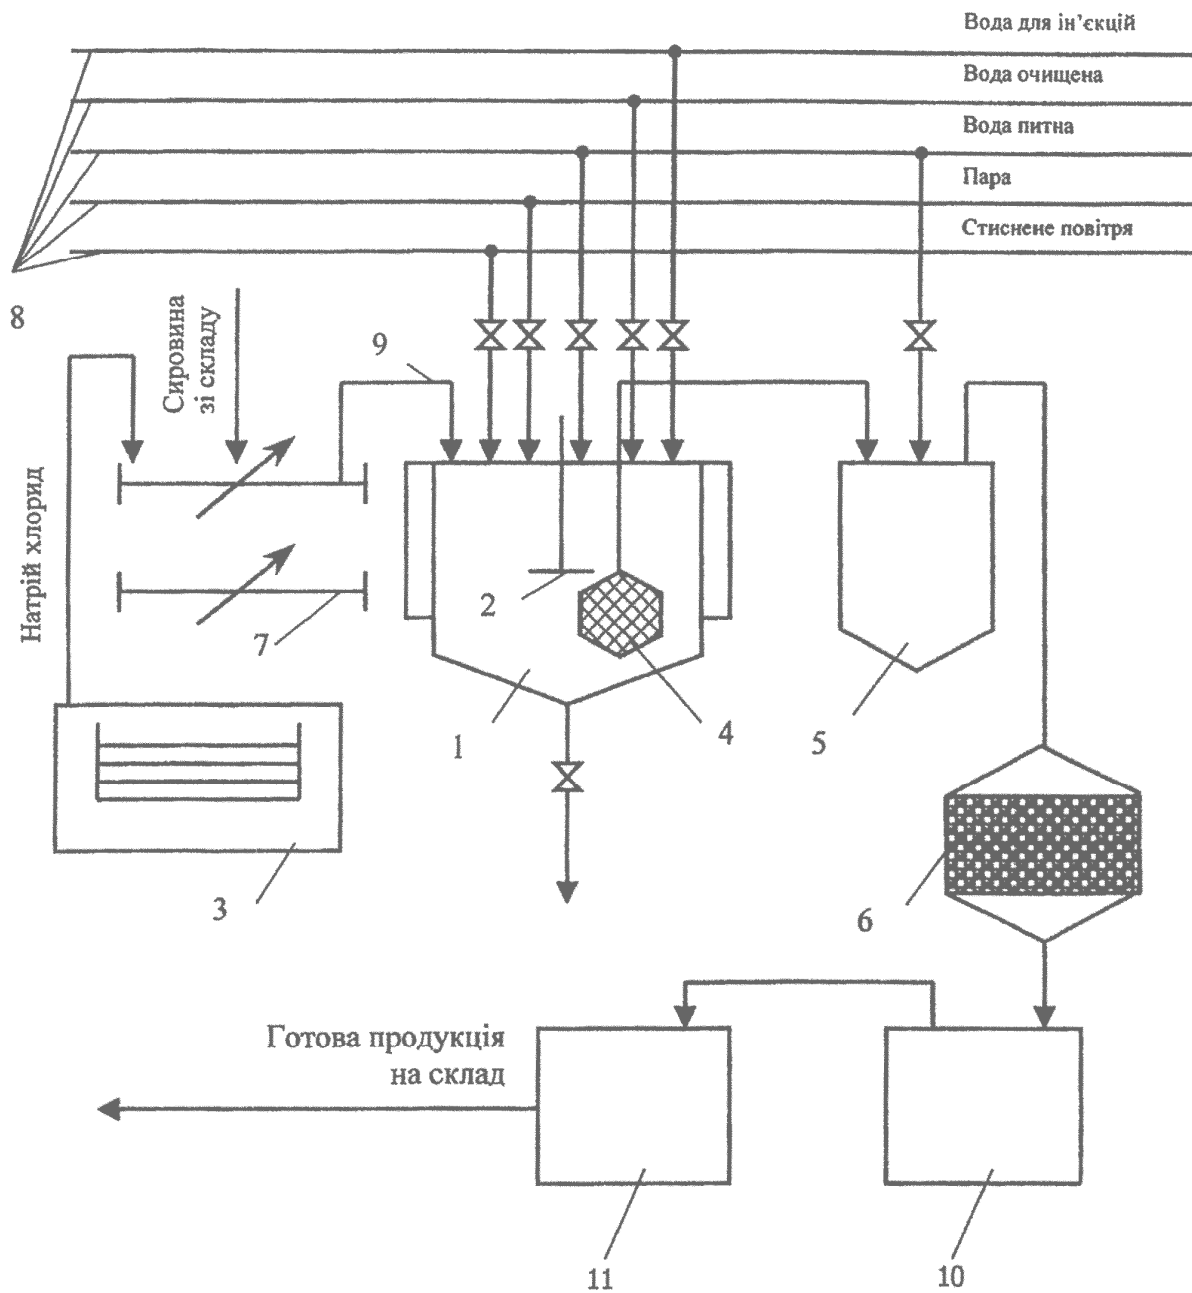 Вода для ін’єкцій
Вода очищена
Вода питна
Пара
Стиснене повітря
8
Сировина
зі складу
9
Натрій хлорид
2
7
1
4
5
3
6
Готова продукція
на склад
11
10